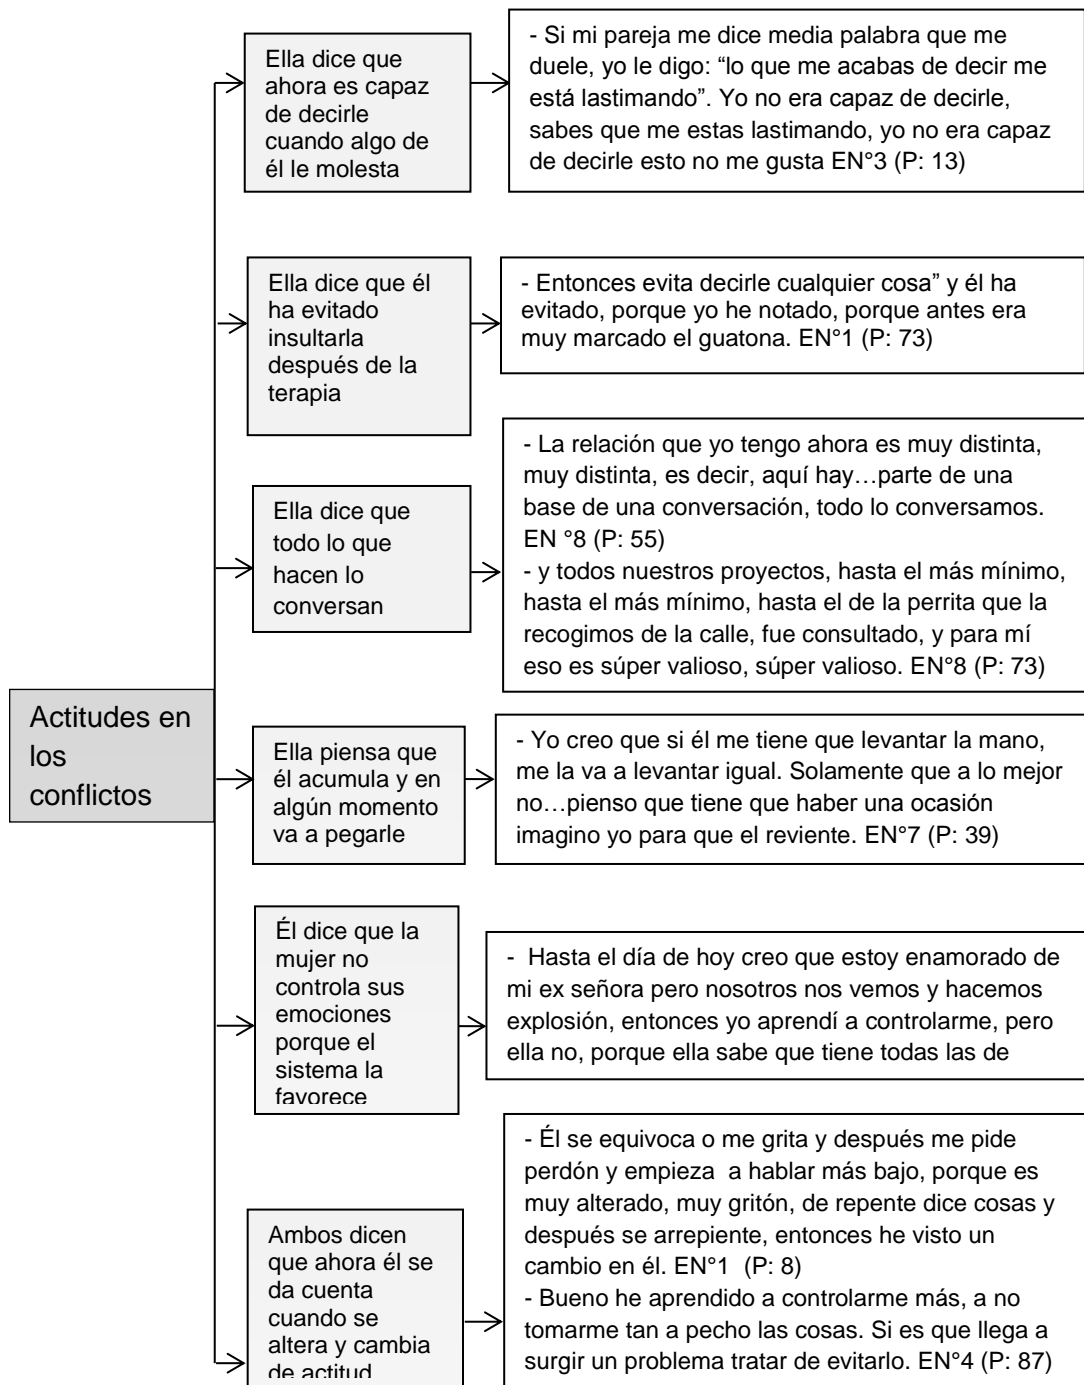 Ella dice que
ahora es capaz
de decirle
cuando algo de
él le molesta
- Si mi pareja me dice media palabra que me
duele, yo le digo: “lo que me acabas de decir me
está lastimando”. Yo no era capaz de decirle,
sabes que me estas lastimando, yo no era capaz
de decirle esto no me gusta EN°3 (P: 13)
Ella dice que él
ha evitado
insultarla
después de la
terapia
- Entonces evita decirle cualquier cosa” y él ha
evitado, porque yo he notado, porque antes era
muy marcado el guatona. EN°1 (P: 73)
Ella dice que
todo lo que
hacen lo
conversan
- La relación que yo tengo ahora es muy distinta,
muy distinta, es decir, aquí hay…parte de una
base de una conversación, todo lo conversamos.
EN °8 (P: 55)
- y todos nuestros proyectos, hasta el más mínimo,
hasta el más mínimo, hasta el de la perrita que la
recogimos de la calle, fue consultado, y para mí
eso es súper valioso, súper valioso. EN°8 (P: 73)
Actitudes en
los
conflictos
Ella piensa que
él acumula y en
algún momento
va a pegarle
- Yo creo que si él me tiene que levantar la mano,
me la va a levantar igual. Solamente que a lo mejor
no…pienso que tiene que haber una ocasión
imagino yo para que el reviente. EN°7 (P: 39)
Él dice que la
mujer no
controla sus
emociones
porque el
sistema la
favorece
- Hasta el día de hoy creo que estoy enamorado de
mi ex señora pero nosotros nos vemos y hacemos
explosión, entonces yo aprendí a controlarme, pero
ella no, porque ella sabe que tiene todas las de
Ambos dicen
que ahora él se
da cuenta
cuando se
altera y cambia
de actitud
- Él se equivoca o me grita y después me pide
perdón y empieza a hablar más bajo, porque es
muy alterado, muy gritón, de repente dice cosas y
después se arrepiente, entonces he visto un
cambio en él. EN°1 (P: 8)
- Bueno he aprendido a controlarme más, a no
tomarme tan a pecho las cosas. Si es que llega a
surgir un problema tratar de evitarlo. EN°4 (P: 87)